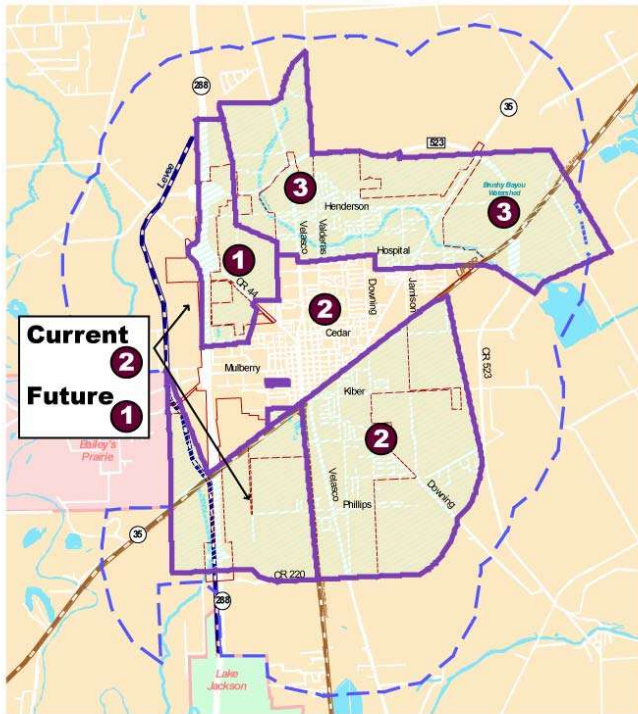 288
35
523
Levee
3
Brushy Bayou
Watershed
3
Henderson
Velasco
Valderas
Hospital
1
CR 44
2
Downing
Jamison
Cedar
Current
2
Future
1
Mulberry
Kiber
CR 523
2
Bailey's
Prairie
Velasco
Downing
Phillips
35
CR 220
288
Lake
Jackson